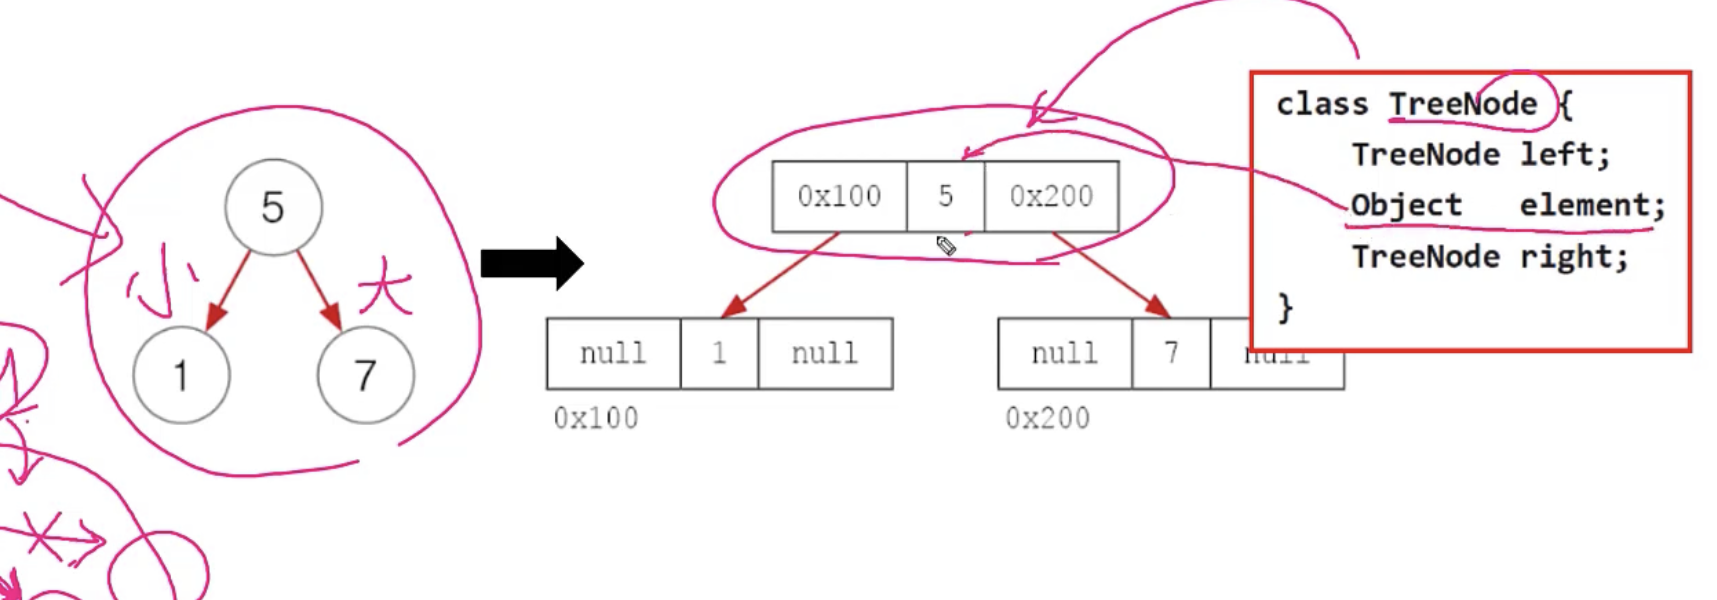 5
小 大
1 7
0x100 5 0x200
null 1 null
0x100
null 7 null
0x200
class TreeNode {
TreeNode left;
Object element;
TreeNode right;
}